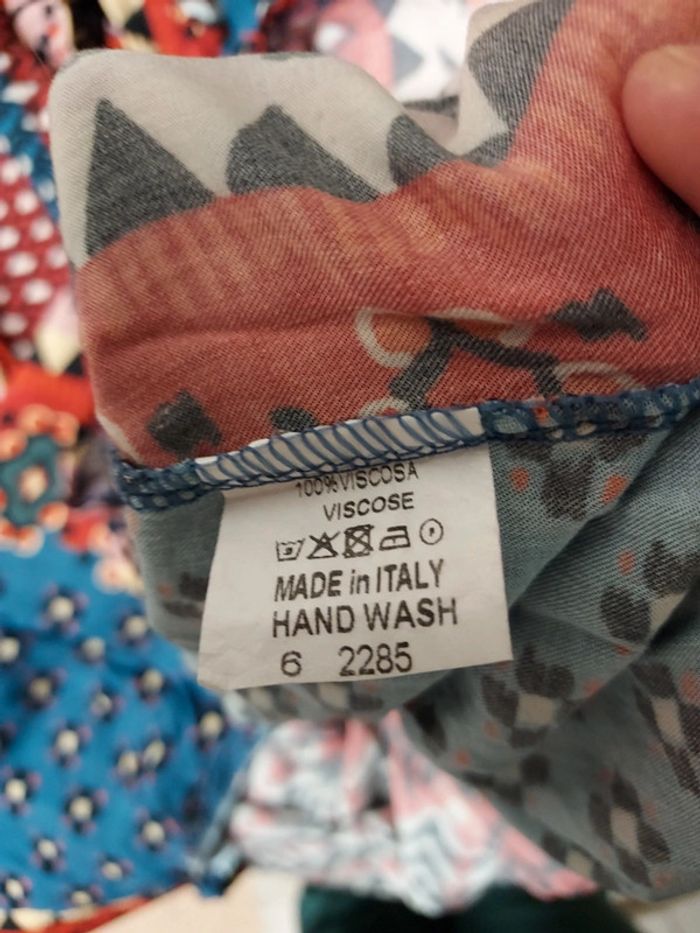 100%VISCOSA
VISCOSE
MADE in ITALY
HAND WASH
6 2285